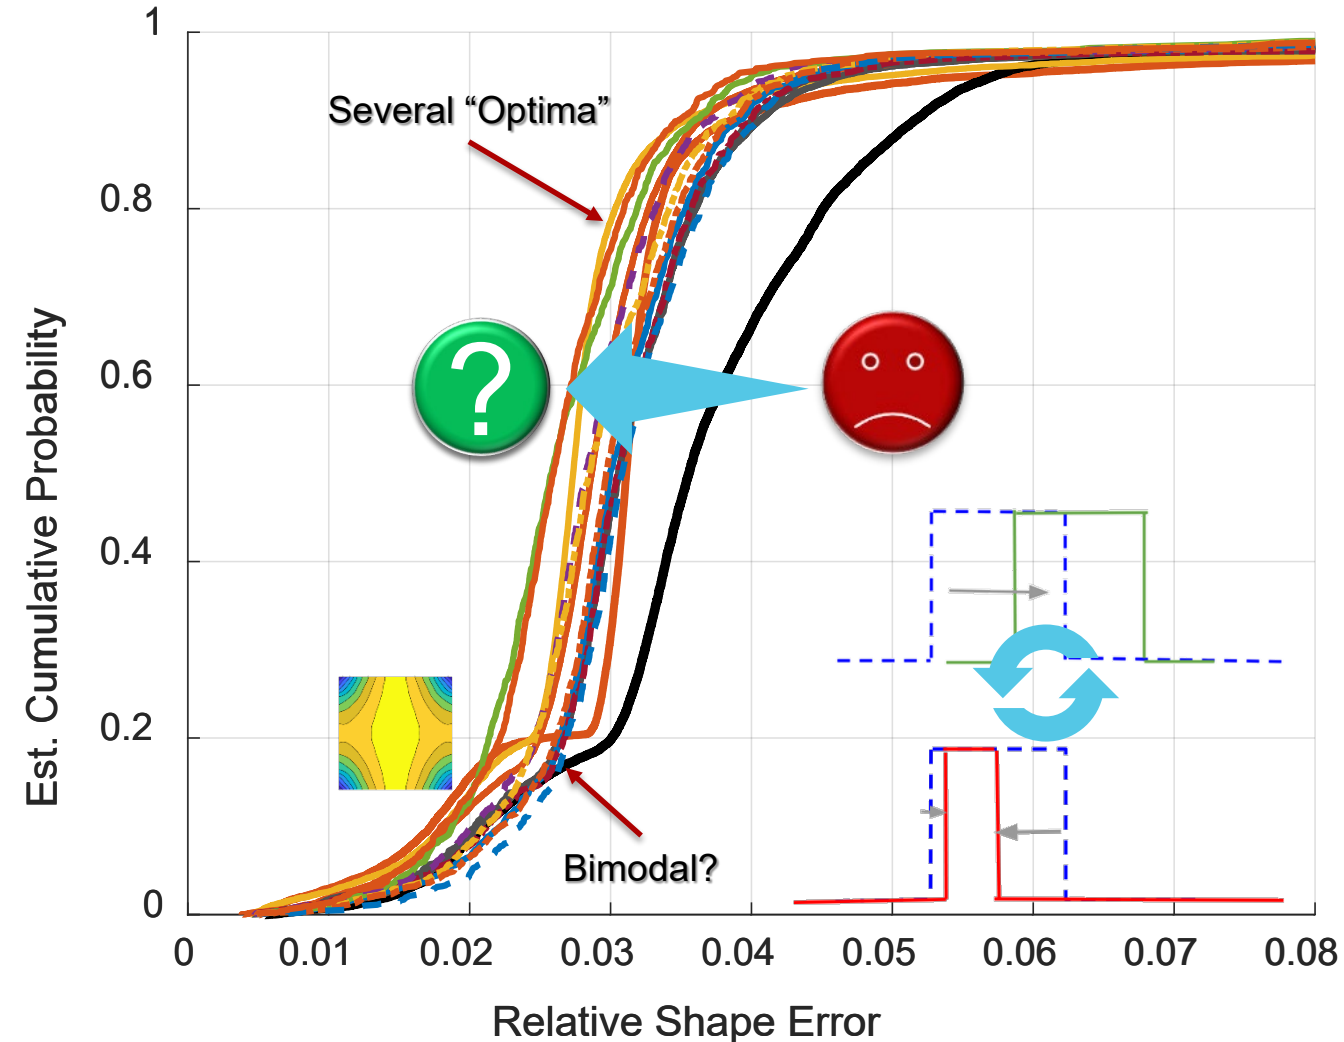 1
Several “Optima”
0.8
?
0.6
Est. Cumulative Probability
0.4
0.2
Bimodal?
0
0 0.01 0.02 0.03 0.04 0.05 0.06 0.07 0.08
Relative Shape Error